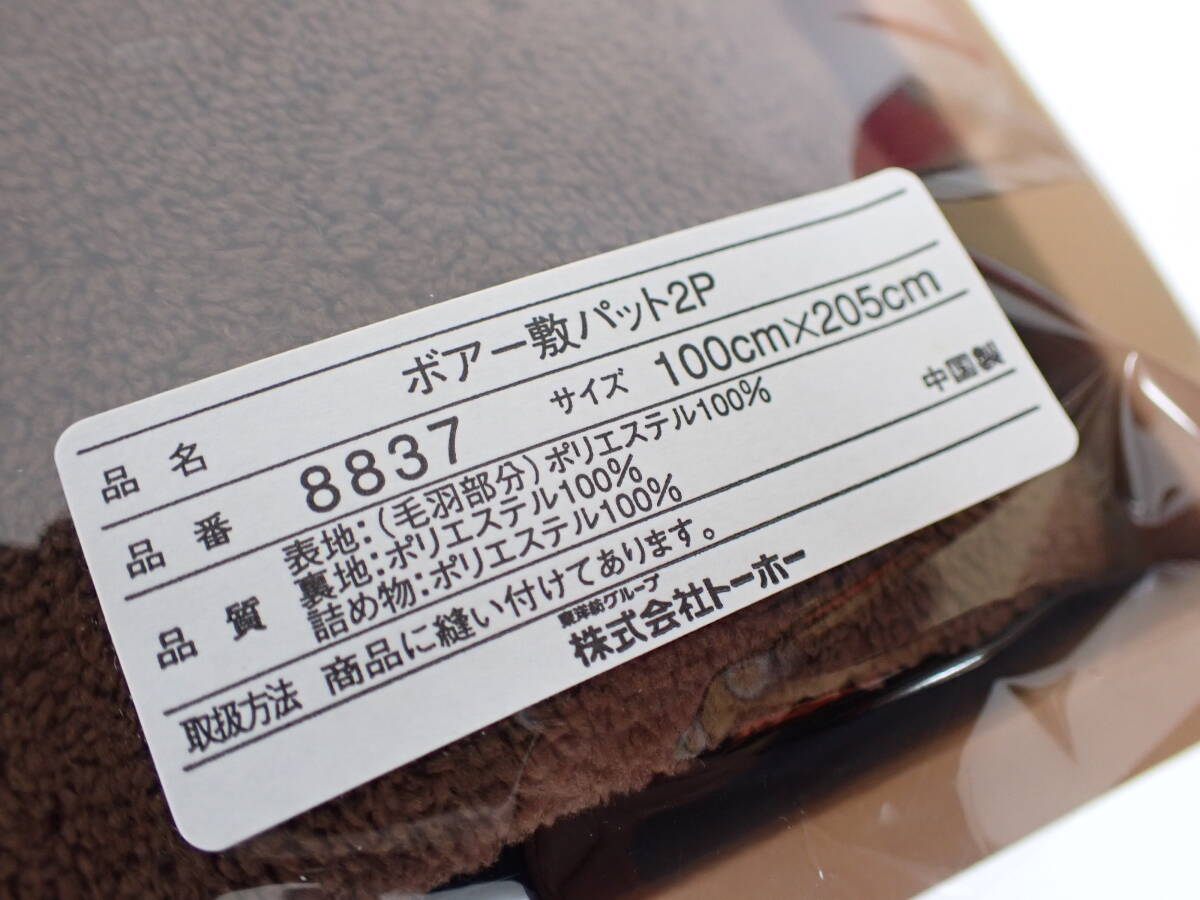 品名 ボアー敷パット2P
品番 8837 サイズ 100cm×205cm
品質 表地:(毛羽部分)ポリエステル100% 中国製
裏地:ポリエステル100%
詰め物:ポリエステル100%
取扱方法 商品に縫い付けてあります。
東洋紡グループ
株式会社トーホー